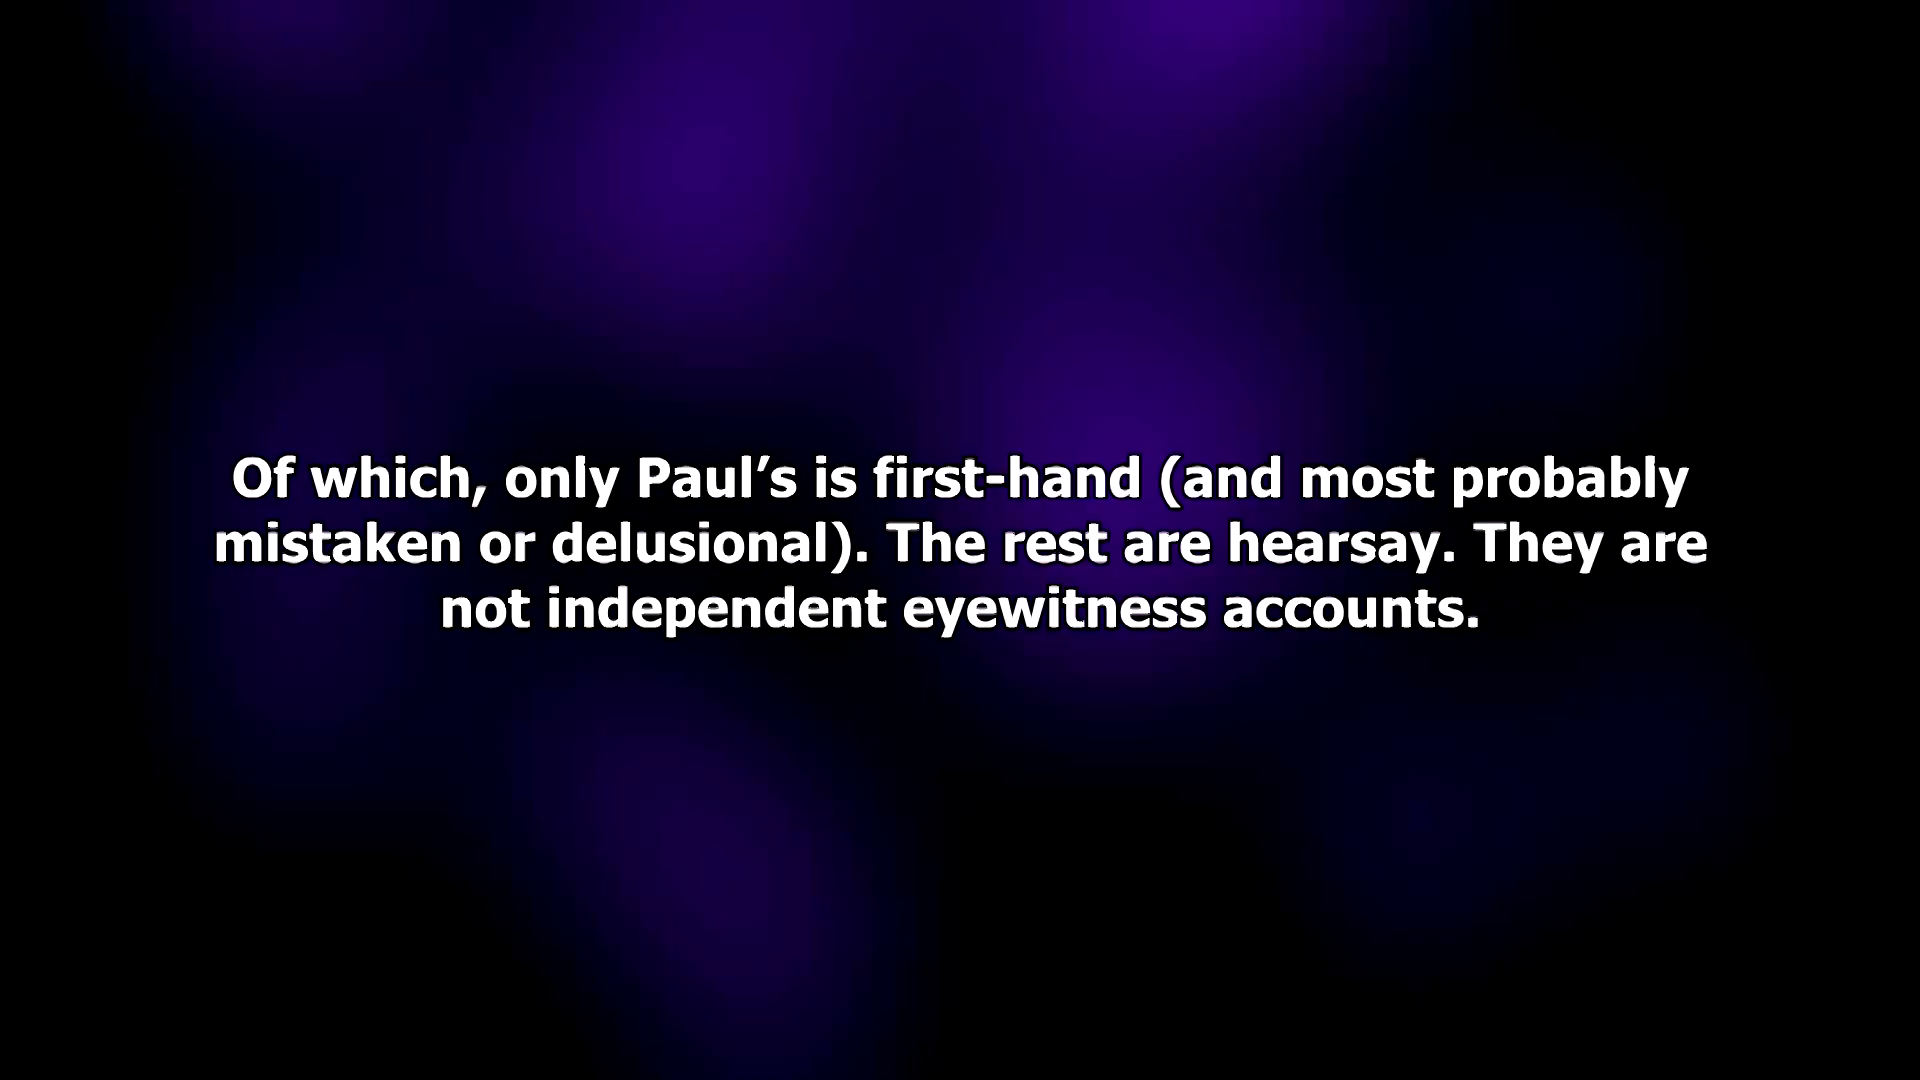 Of which, only Paul’s is first-hand (and most probably
mistaken or delusional). The rest are hearsay. They are
not independent eyewitness accounts.